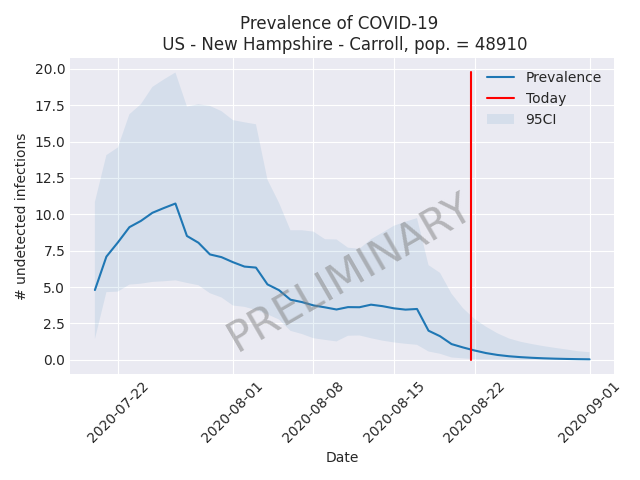 Prevalence of COVID-19
US - New Hampshire - Carroll, pop. = 48910
# undetected infections
20.0
17.5
15.0
12.5
10.0
7.5
5.0
2.5
0.0
Prevalence
Today
95CI
PRELIMINARY
2020-07-22
2020-08-01
2020-08-08
2020-08-15
2020-08-22
2020-09-01
Date